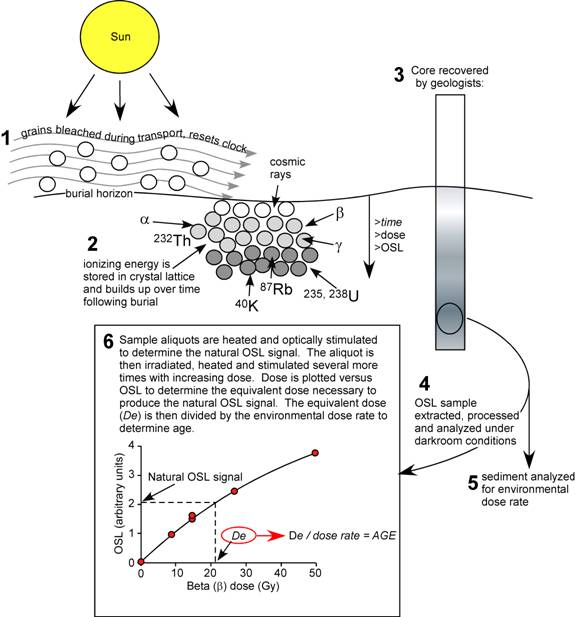 Sun
1
grains bleached during transport, resets clock
burial horizon
cosmic
rays
α
β
2
232Th
γ
ionizing energy is
stored in crystal lattice
and builds up over time
following burial
40K
87Rb
235, 238U
>time
>dose
>OSL
3 Core recovered
by geologists:
4
OSL sample
extracted, processed
and analyzed under
darkroom conditions
5 sediment analyzed
for environmental
dose rate
6 Sample aliquots are heated and optically stimulated
to determine the natural OSL signal. The aliquot is
then irradiated, heated and stimulated several more
times with increasing dose. Dose is plotted versus
OSL to determine the equivalent dose necessary to
produce the natural OSL signal. The equivalent dose
(De) is then divided by the environmental dose rate to
determine age.
OSL (arbitrary units)
4
3
2
1
0
Natural OSL signal
De
De / dose rate = AGE
0 10 20 30 40 50
Beta (β) dose (Gy)